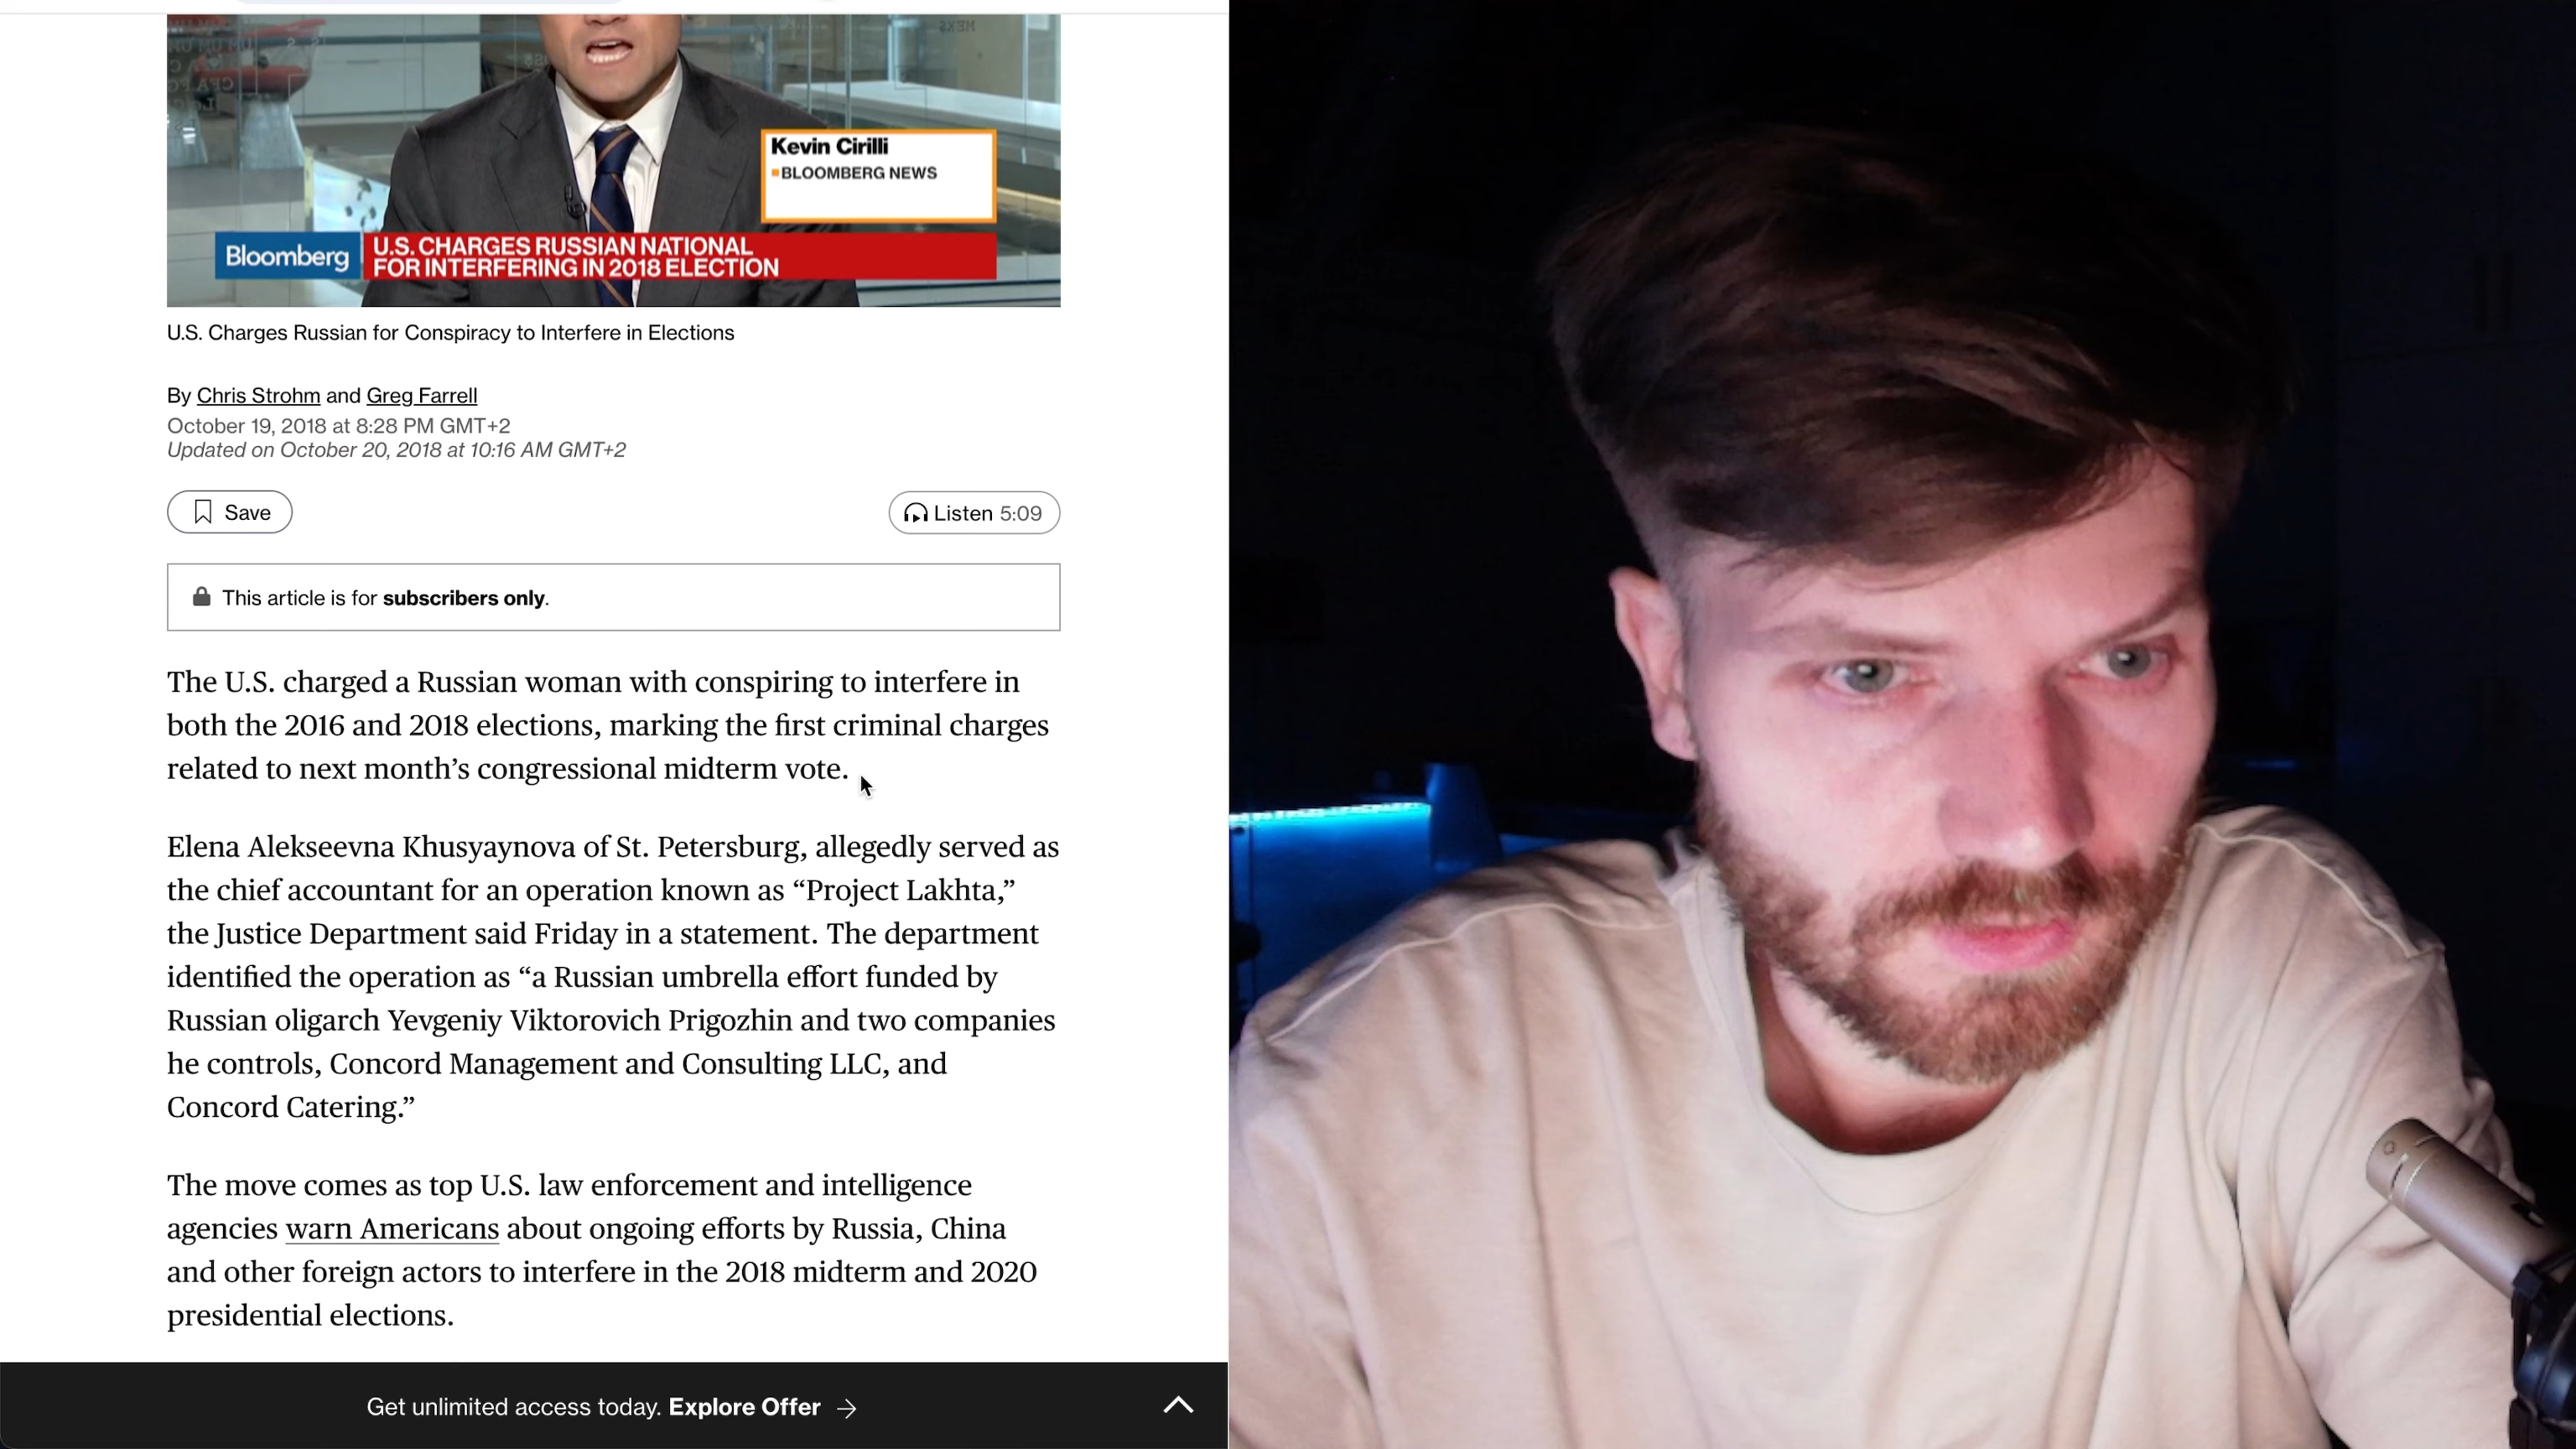 Kevin Cirilli
BLOOMBERG NEWS
Bloomberg
U.S. CHARGES RUSSIAN NATIONAL
FOR INTERFERING IN 2018 ELECTION
U.S. Charges Russian for Conspiracy to Interfere in Elections
By Chris Strohm and Greg Farrell
October 19, 2018 at 8:28 PM GMT+2
Updated on October 20, 2018 at 10:16 AM GMT+2
Save
Listen 5:09
This article is for subscribers only.
The U.S. charged a Russian woman with conspiring to interfere in
both the 2016 and 2018 elections, marking the first criminal charges
related to next month’s congressional midterm vote.
Elena Alekseevna Khusyaynova of St. Petersburg, allegedly served as
the chief accountant for an operation known as “Project Lakhta,”
the Justice Department said Friday in a statement. The department
identified the operation as “a Russian umbrella effort funded by
Russian oligarch Yevgeniy Viktorovich Prigozhin and two companies
he controls, Concord Management and Consulting LLC, and
Concord Catering.”
The move comes as top U.S. law enforcement and intelligence
agencies warn Americans about ongoing efforts by Russia, China
and other foreign actors to interfere in the 2018 midterm and 2020
presidential elections.
Get unlimited access today. Explore Offer →